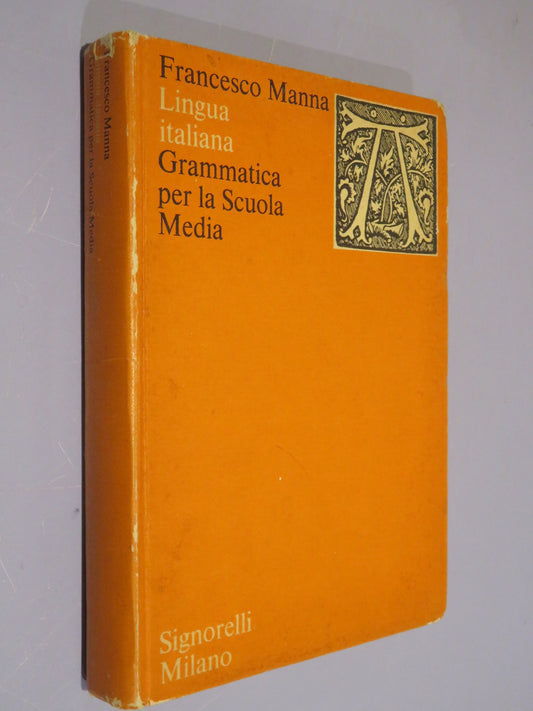 Francesco Manna
Lingua
italiana
Grammatica
per la Scuola
Media
A
Signorelli
Milano
Francesco Manna
Grammatica per la Scuola Media